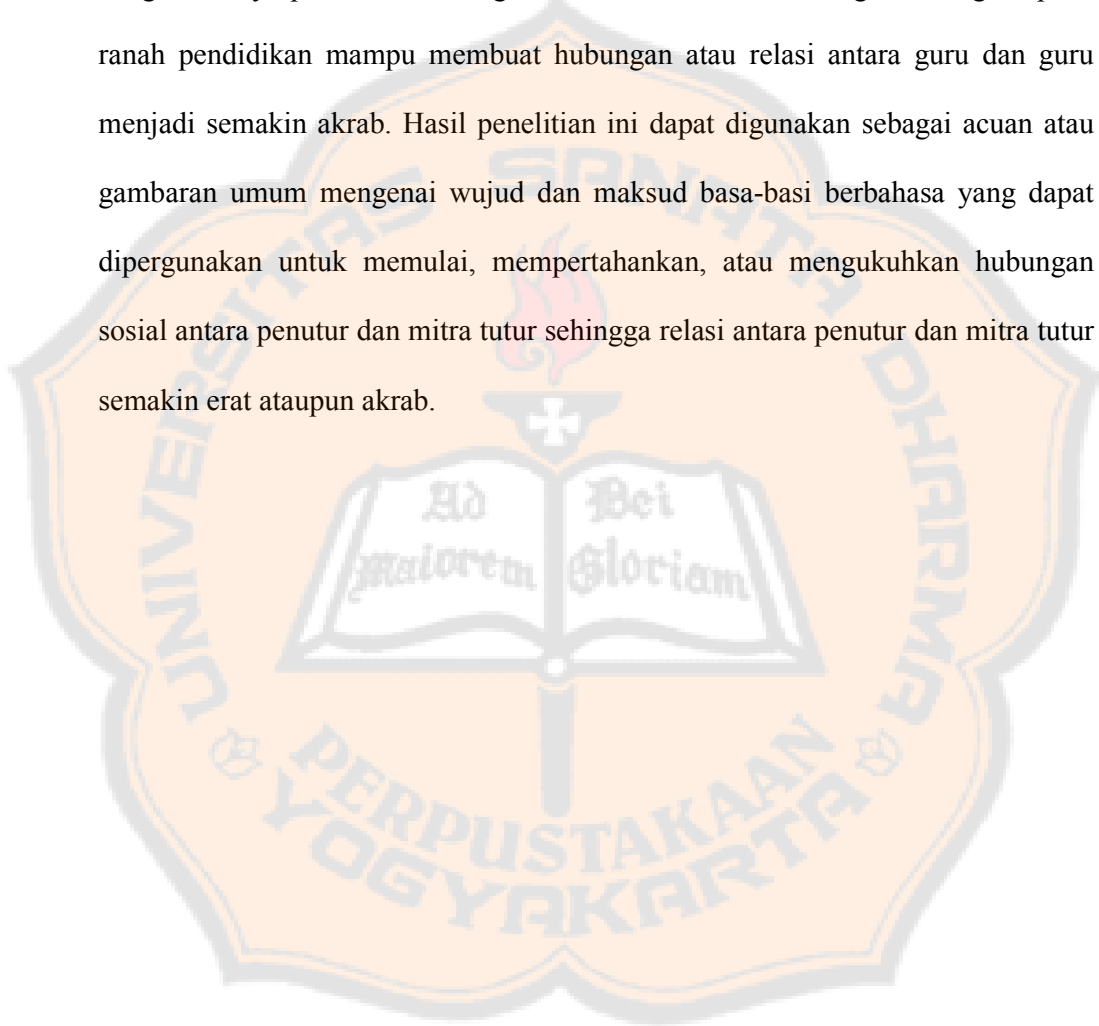 ranah pendidikan mampu membuat hubungan atau relasi antara guru dan guru
menjadi semakin akrab. Hasil penelitian ini dapat digunakan sebagai acuan atau
gambaran umum mengenai wujud dan maksud basa-basi berbahasa yang dapat
dipergunakan untuk memulai, mempertahankan, atau mengukuhkan hubungan
sosial antara penutur dan mitra tutur sehingga relasi antara penutur dan mitra tutur
semakin erat ataupun akrab.
UNIVERSITAS SANATA DHARMA
Ad Dei
Maiorem Gloriam
PERPUSTAKAAN
YOGYAKARTA